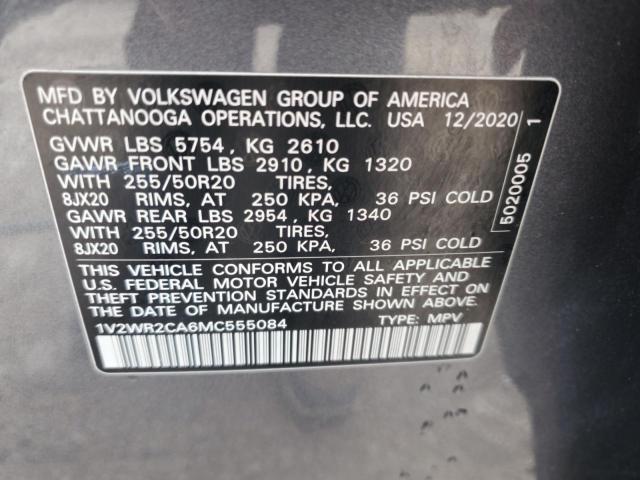 MFD BY VOLKSWAGEN GROUP OF AMERICA
CHATTANOOGA OPERATIONS, LLC. USA 12/2020
GVWR LBS 5754 , KG 2610
GAWR FRONT LBS 2910, KG 1320
WITH 255/50R20 TIRES,
8JX20 RIMS, AT 250 KPA, 36 PSI COLD
GAWR REAR LBS 2954 , KG 1340
WITH 255/50R20 TIRES,
8JX20 RIMS, AT 250 KPA, 36 PSI COLD
THIS VEHICLE CONFORMS TO ALL APPLICABLE
U.S. FEDERAL MOTOR VEHICLE SAFETY AND
THEFT PREVENTION STANDARDS IN EFFECT ON
THE DATE OF MANUFACTURE SHOWN ABOVE.
1V2WR2CA6MC555084 TYPE: MPV
5020005 1